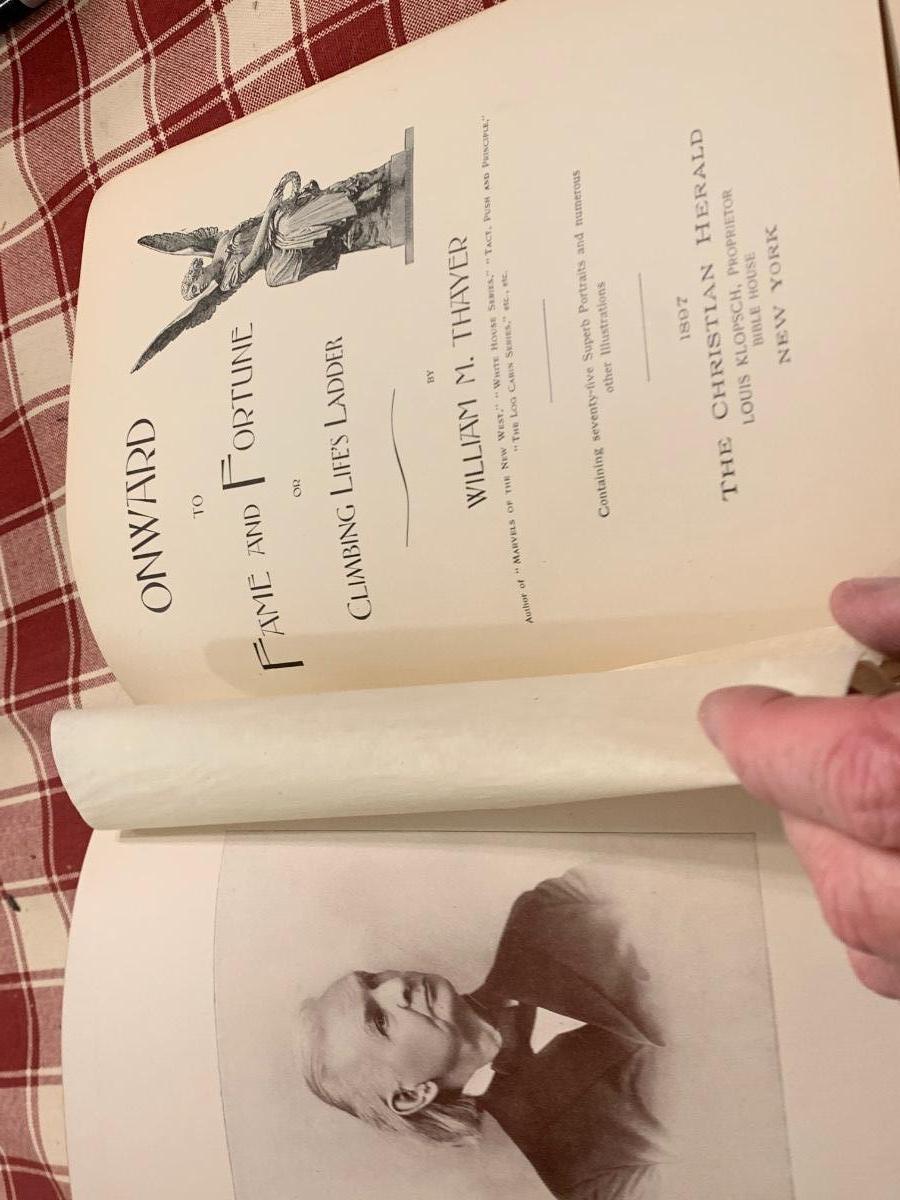 ONWARD
TO
FAME AND FORTUNE
OR
CLIMBING LIFE'S LADDER
BY
WILLIAM M. THAYER
Author of "MARVELS OF THE NEW WEST," "WHITE HOUSE SERIES," "TACT, PUSH AND PRINCIPLE,"
"THE LOG CABIN SERIES," etc., etc.
Containing seventy-five Superb Portraits and numerous
other Illustrations
1897
THE CHRISTIAN HERALD
LOUIS KLOPSCH, PROPRIETOR
BIBLE HOUSE
NEW YORK